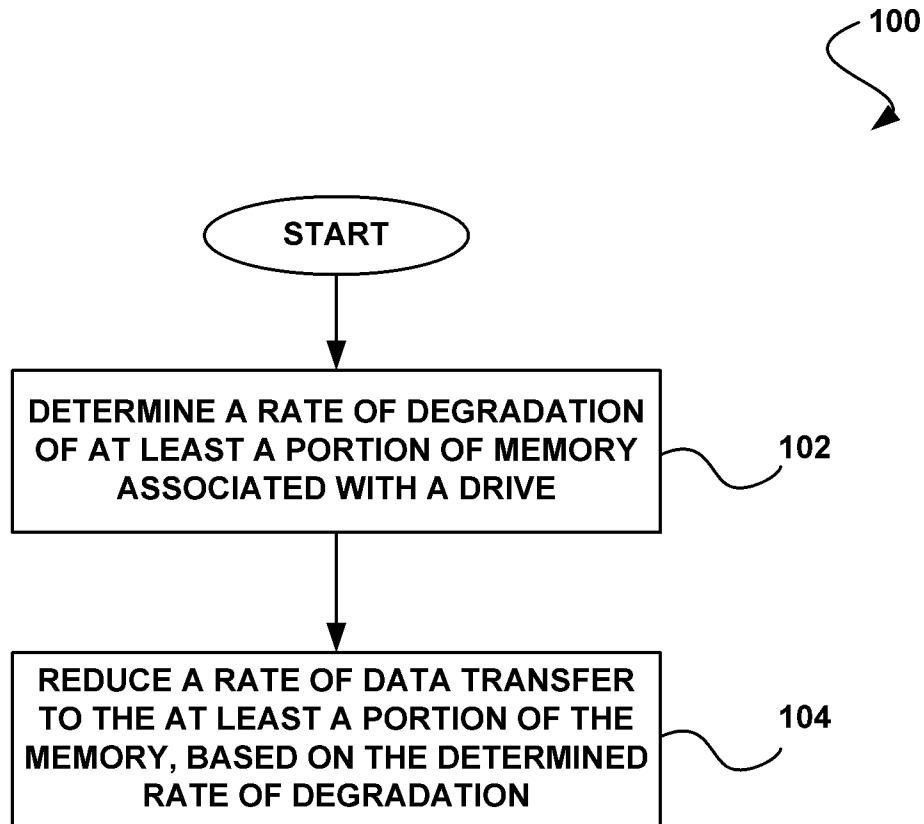 100
START
DETERMINE A RATE OF DEGRADATION
OF AT LEAST A PORTION OF MEMORY
ASSOCIATED WITH A DRIVE
102
REDUCE A RATE OF DATA TRANSFER
TO THE AT LEAST A PORTION OF THE
MEMORY, BASED ON THE DETERMINED
RATE OF DEGRADATION
104